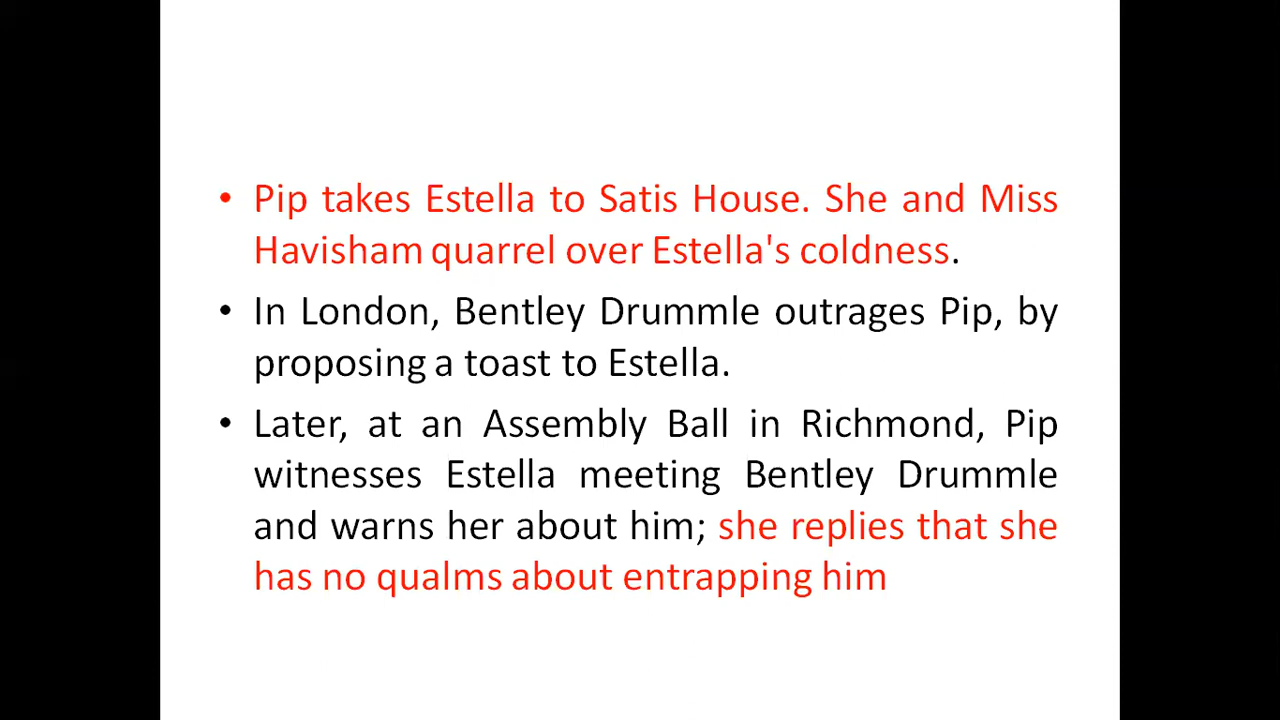 • Pip takes Estella to Satis House. She and Miss
Havisham quarrel over Estella's coldness.
• In London, Bentley Drummle outrages Pip, by
proposing a toast to Estella.
• Later, at an Assembly Ball in Richmond, Pip
witnesses Estella meeting Bentley Drummle
and warns her about him; she replies that she
has no qualms about entrapping him